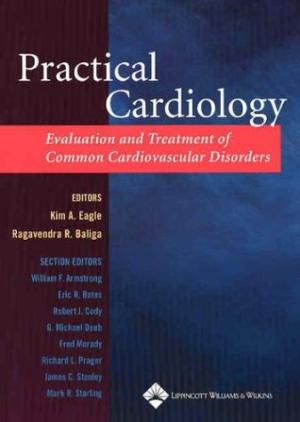 Practical
Cardiology
Evaluation and Treatment of
Common Cardiovascular Disorders
EDITORS
Kim A. Eagle
Ragavendra R. Baliga
SECTION EDITORS
William F. Armstrong
Eric R. Bates
Robert J. Cody
G. Michael Deeb
Fred Morady
Richard L. Prager
James C. Stanley
Mark R. Starling
LIPPINCOTT WILLIAMS & WILKINS